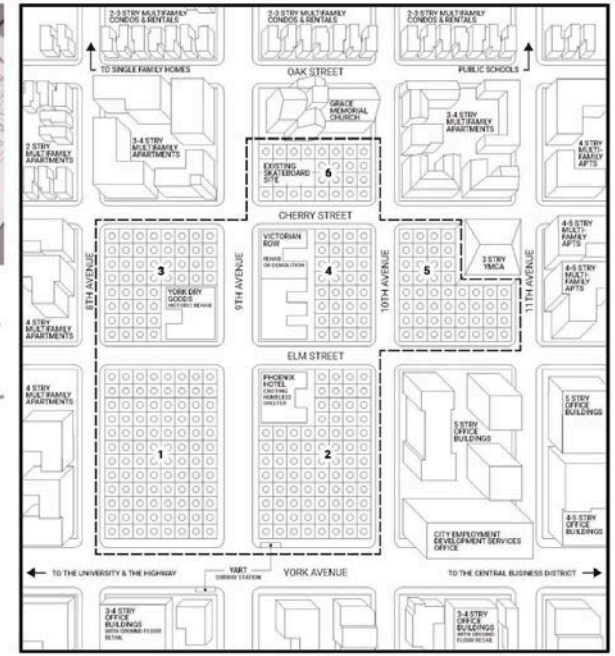 2-3 STRY MULTIFAMILY
CONDOS & RENTALS
2-3 STRY MULTIFAMILY
CONDOS & RENTALS
2-3 STRY MULTIFAMILY
CONDOS & RENTALS
TO SINGLE FAMILY HOMES
OAK STREET
PUBLIC SCHOOLS
2 STRY
MULTIFAMILY
APARTMENTS
3-4 STRY
MULTIFAMILY
APARTMENTS
GRACE
MEMORIAL
CHURCH
3-4 STRY
MULTIFAMILY
APARTMENTS
4 STRY
MULTI-
FAMILY
APTS
EXISTING
SKATEBOARD
SITE
6
CHERRY STREET
8TH AVENUE
3
YORK DRY
GOODS
HISTORIC REHAB
9TH AVENUE
VICTORIAN
ROW
REHAB
OR DEMOLITION
4
10TH AVENUE
5
3 STRY
YMCA
11TH AVENUE
4-5 STRY
MULTI-
FAMILY
APTS
4-5 STRY
MULTI-
FAMILY
APTS
4 STRY
MULTIFAMILY
APARTMENTS
ELM STREET
4 STRY
MULTIFAMILY
APARTMENTS
1
PHOENIX
HOTEL
EXISTING
HOMELESS
SHELTER
2
5 STRY
OFFICE
BUILDINGS
5 STRY
OFFICE
BUILDINGS
4-5 STRY
OFFICE
BUILDINGS
CITY EMPLOYMENT
DEVELOPMENT SERVICES
OFFICE
TO THE UNIVERSITY & THE HIGHWAY
YART
SUBWAY STATION
YORK AVENUE
TO THE CENTRAL BUSINESS DISTRICT
3-4 STRY
OFFICE
BUILDINGS
WITH GROUND FLOOR
RETAIL
3-4 STRY
OFFICE
BUILDINGS
WITH GROUND
FLOOR RETAIL